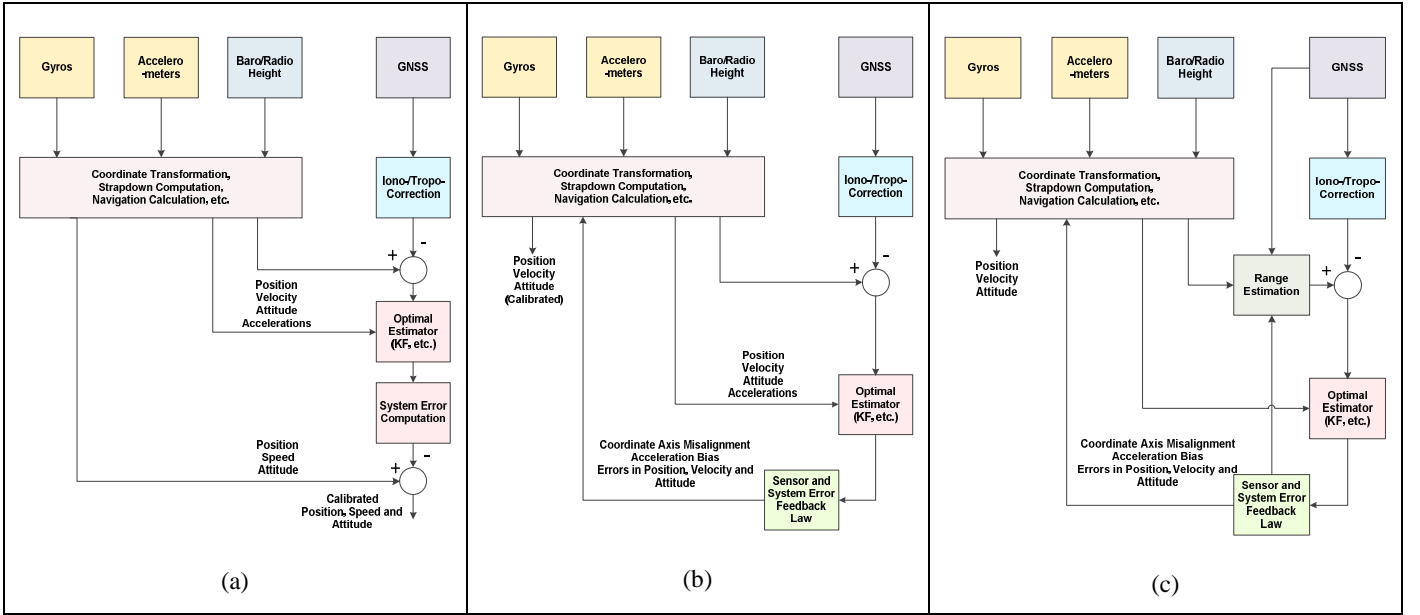 Gyros
Accelero
-meters
Baro/Radio
Height
GNSS
Coordinate Transformation,
Strapdown Computation,
Navigation Calculation, etc.
Iono-/Tropo-
Correction
-
+
Position
Velocity
Attitude
Accelerations
Optimal
Estimator
(KF, etc.)
System Error
Computation
Position
Speed
Attitude
-
+
Calibrated
Position, Speed and
Attitude
(a)
Gyros
Accelero
-meters
Baro/Radio
Height
GNSS
Coordinate Transformation,
Strapdown Computation,
Navigation Calculation, etc.
Iono-/Tropo-
Correction
Position
Velocity
Attitude
(Calibrated)
-
+
Position
Velocity
Attitude
Accelerations
Optimal
Estimator
(KF, etc.)
Coordinate Axis Misalignment
Acceleration Bias
Errors in Position, Velocity and
Attitude
Sensor and
System Error
Feedback
Law
(b)
Gyros
Accelero
-meters
Baro/Radio
Height
GNSS
Coordinate Transformation,
Strapdown Computation,
Navigation Calculation, etc.
Iono-/Tropo-
Correction
Position
Velocity
Attitude
Range
Estimation
-
+
Optimal
Estimator
(KF, etc.)
Coordinate Axis Misalignment
Acceleration Bias
Errors in Position, Velocity and
Attitude
Sensor and
System Error
Feedback
Law
(c)